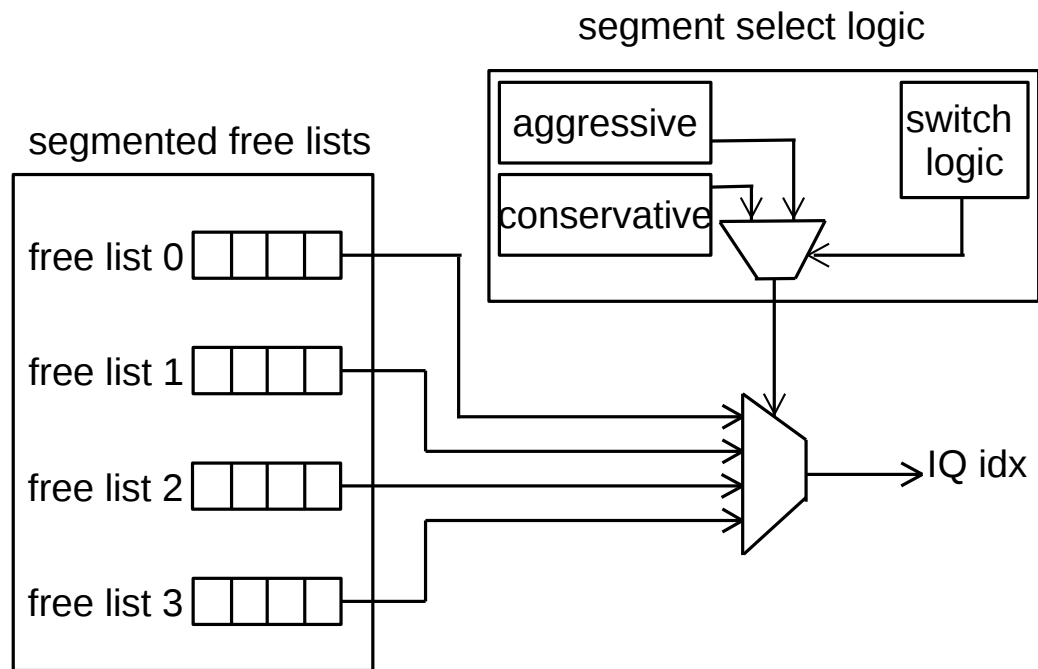 segment select logic
aggressive
conservative
switch
logic
segmented free lists
free list 0
free list 1
free list 2
free list 3
IQ idx